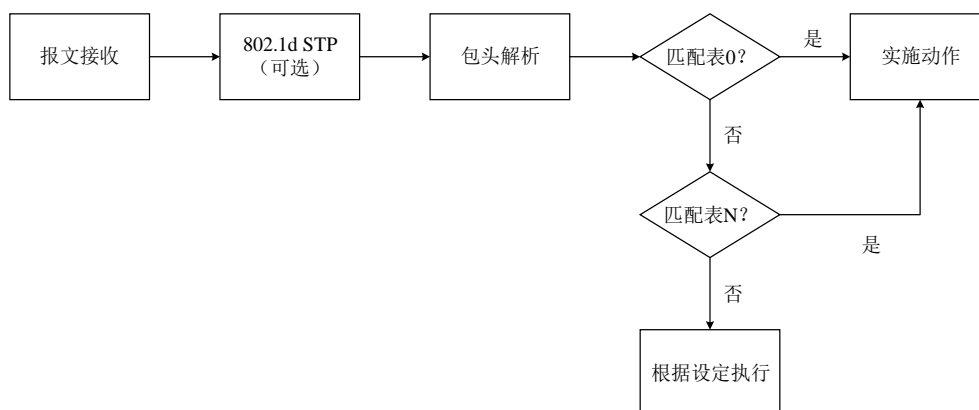 报文接收
802.1d STP
（可选）
包头解析
匹配表0？
是
实施动作
否
匹配表N？
是
否
根据设定执行